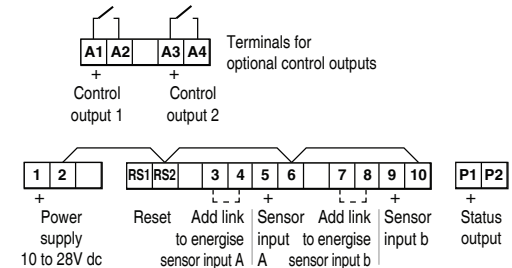 A1 A2 A3 A4
Terminals for
optional control outputs
+ +
Control Control
output 1 output 2
1 2 RS1 RS2 3 4 5 6 7 8 9 10 P1 P2
+ + + +
Power Reset Add link Sensor Add link Sensor Status
supply to energise input to energise input b output
10 to 28V dc sensor input A A sensor input b